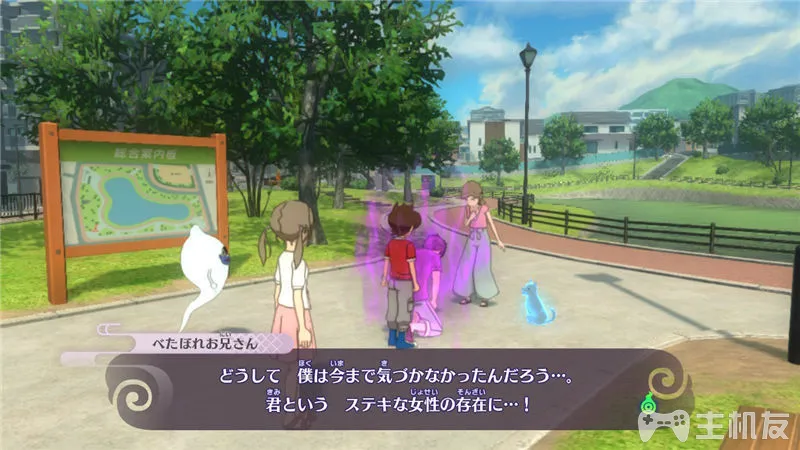 総合案内板
べたぼれお兄さん
どうして 僕は今まで気づかなかったんだろう…。
君という ステキな女性の存在に…！
主机友